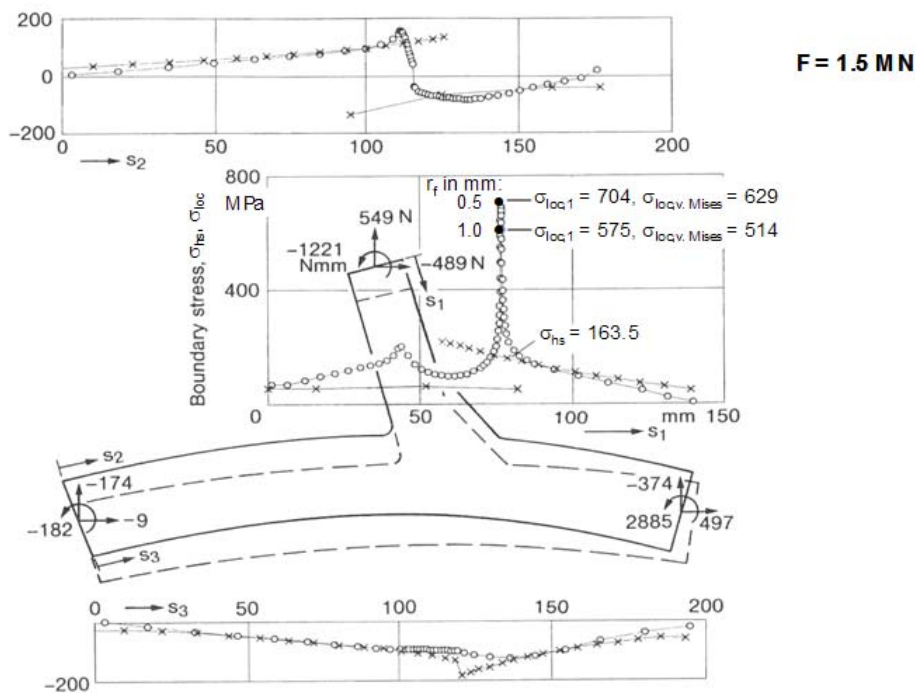 200
0
−200
0 50 100 150 200
s2
F = 1.5 MN
800
MPa
400
0
Boundary stress, σhs, σloc
rf in mm:
0.5 σloc,1 = 704, σloc,v. Mises = 629
1.0 σloc,1 = 575, σloc,v. Mises = 514
549 N
−1221
Nmm
−489 N
s1
σhs = 163.5
0 50 100 mm 150
s1
s2
−174
−182 −9
s3
−374
2885 497
0 50 100 150 200
s3
−200